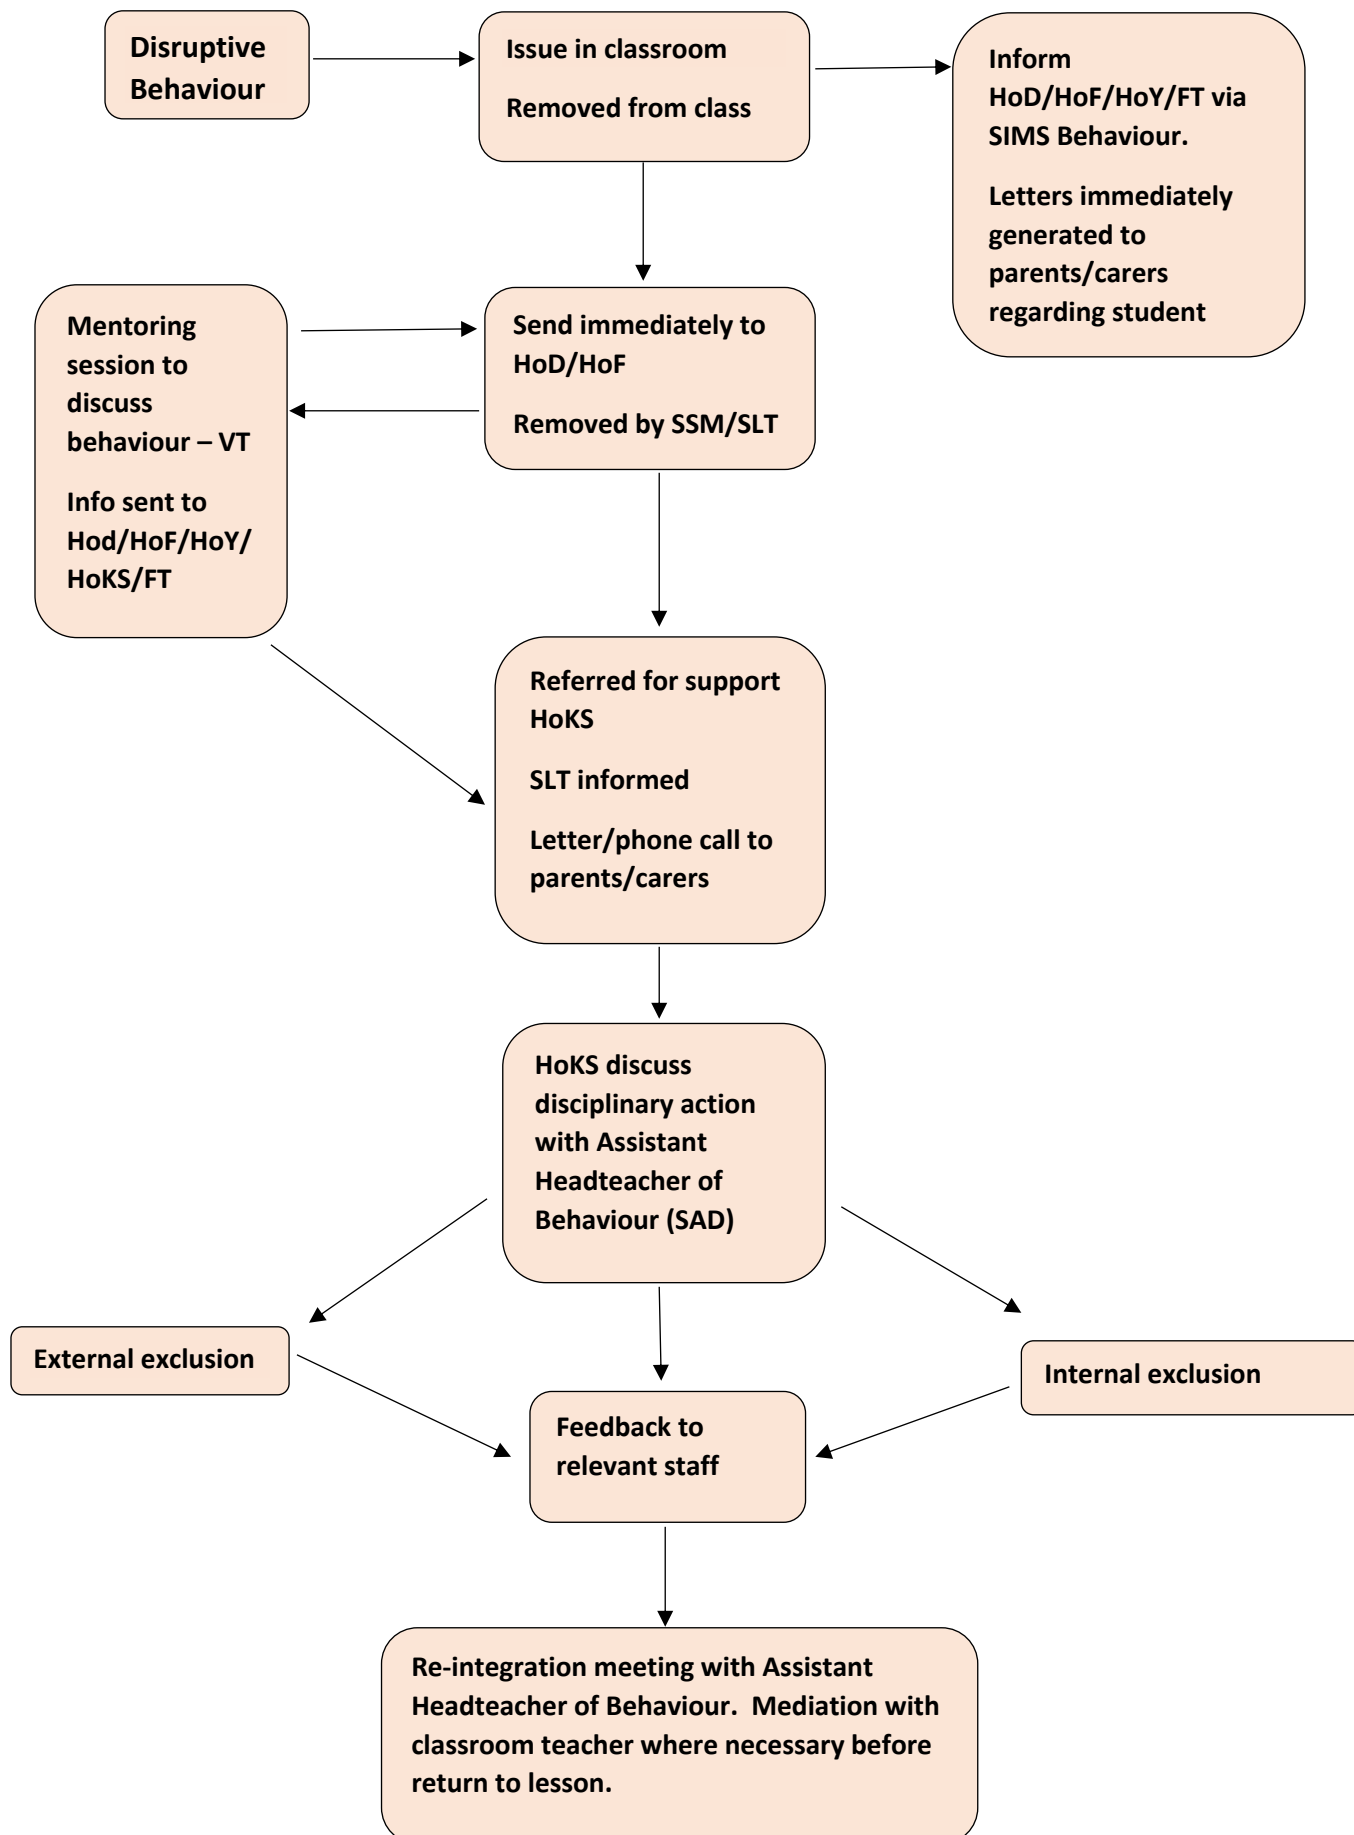 Disruptive
Behaviour
Issue in classroom
Removed from class
Inform
HoD/HoF/HoY/FT via
SIMS Behaviour.
Letters immediately
generated to
parents/carers
regarding student
Mentoring
session to
discuss
behaviour – VT
Info sent to
Hod/HoF/HoY/
HoKS/FT
Send immediately to
HoD/HoF
Removed by SSM/SLT
Referred for support
HoKS
SLT informed
Letter/phone call to
parents/carers
HoKS discuss
disciplinary action
with Assistant
Headteacher of
Behaviour (SAD)
External exclusion
Internal exclusion
Feedback to
relevant staff
Re-integration meeting with Assistant
Headteacher of Behaviour.  Mediation with
classroom teacher where necessary before
return to lesson.